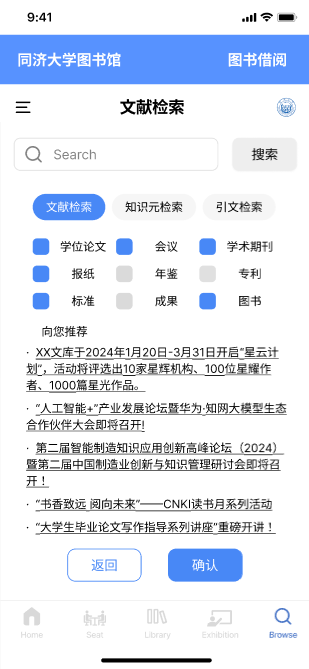 9:41
同济大学图书馆 图书借阅
文献检索
Search 搜索
文献检索 知识元检索 引文检索
学位论文 会议 学术期刊
报纸 年鉴 专利
标准 成果 图书
向您推荐
· XX文库于2024年1月20日-3月31日开启“星云计
划”，活动将评选出10家星辉机构、100位星耀作
者、1000篇星光作品。
· “人工智能+”产业发展论坛暨华为·知网大模型生态
合作伙伴大会即将召开!
· 第二届智能制造知识应用创新高峰论坛（2024）
暨第二届中国制造业创新与知识管理研讨会即将召
开！
· “书香致远 阅向未来”——CNKI读书月系列活动
· “大学生毕业论文写作指导系列讲座”重磅开讲！
返回 确认
Home Seat Library Exhibition Browse